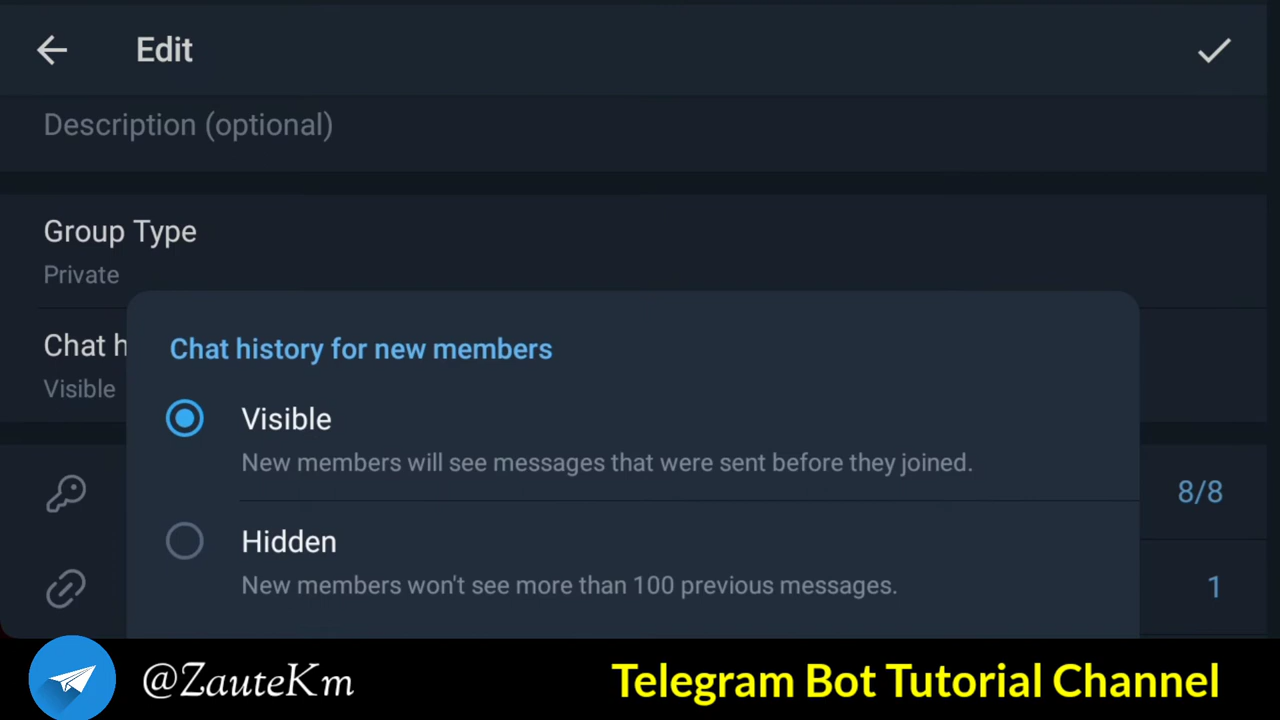 Edit
Description (optional)
Group Type
Private
Chat h
Visible
Chat history for new members
Visible
New members will see messages that were sent before they joined.
Hidden
New members won't see more than 100 previous messages.
8/8
1
@ZauteKm
Telegram Bot Tutorial Channel